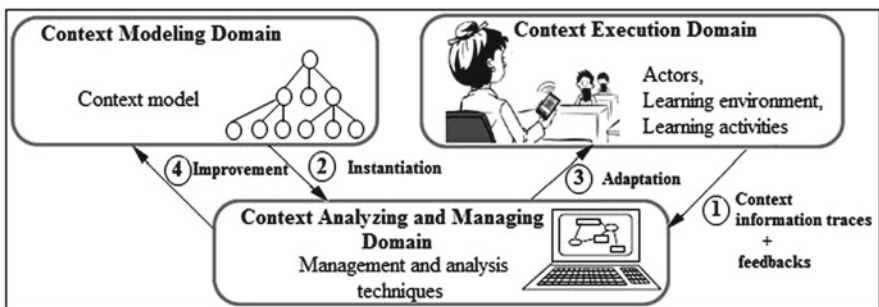 Context Modeling Domain
Context model
Context Execution Domain
Actors,
Learning environment,
Learning activities
④ Improvement
② Instantiation
③ Adaptation
① Context
information traces
+
feedbacks
Context Analyzing and Managing
Domain
Management and analysis
techniques